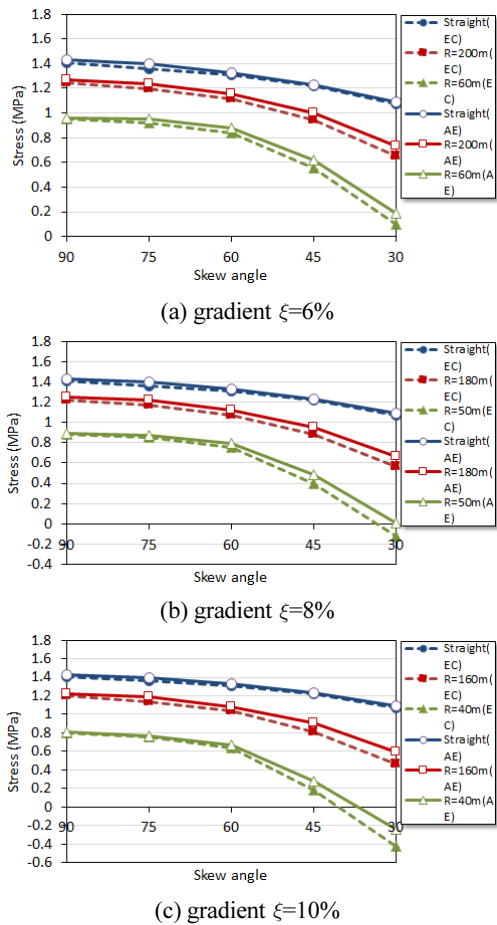 1.8
1.6
1.4
1.2
1
0.8
0.6
0.4
0.2
0
Stress (MPa)
90 75 60 45 30
Skew angle
Straight(
EC)
R=200m(
EC)
R=60m(E
C)
Straight(
AE)
R=200m(
AE)
R=60m(A
E)
(a) gradient ξ=6%
1.8
1.6
1.4
1.2
1
0.8
0.6
0.4
0.2
0
-0.2
-0.4
Stress (MPa)
90 75 60 45 30
Skew angle
Straight(
EC)
R=180m(
EC)
R=50m(E
C)
Straight(
AE)
R=180m(
AE)
R=50m(A
E)
(b) gradient ξ=8%
1.8
1.6
1.4
1.2
1
0.8
0.6
0.4
0.2
0
-0.2
-0.4
-0.6
Stress (MPa)
90 75 60 45 30
Skew angle
Straight(
EC)
R=160m(
EC)
R=40m(E
C)
Straight(
AE)
R=160m(
AE)
R=40m(A
E)
(c) gradient ξ=10%